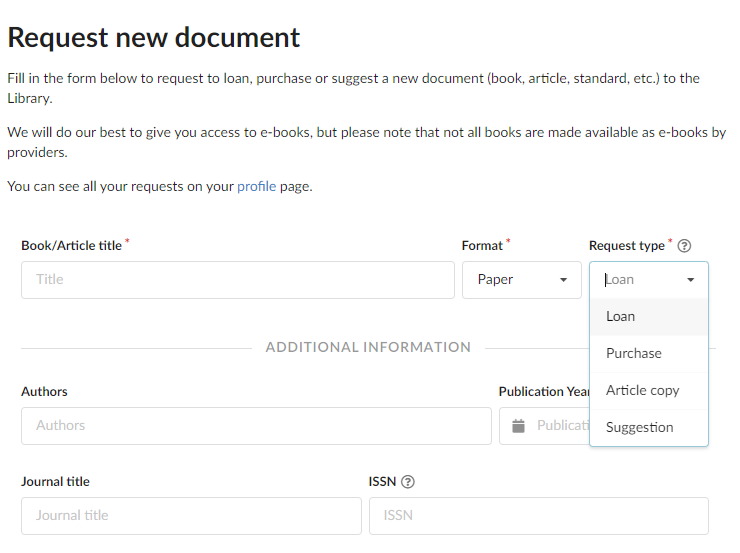 Request new document
Fill in the form below to request to loan, purchase or suggest a new document (book, article, standard, etc.) to the
Library.
We will do our best to give you access to e-books, but please note that not all books are made available as e-books by
providers.
You can see all your requests on your profile page.
Book/Article title * Format * Request type * ?
Title Paper Loan
Loan
Purchase
ADDITIONAL INFORMATION
Article copy
Authors
Suggestion
Authors
Journal title ISSN ?
Journal title ISSN